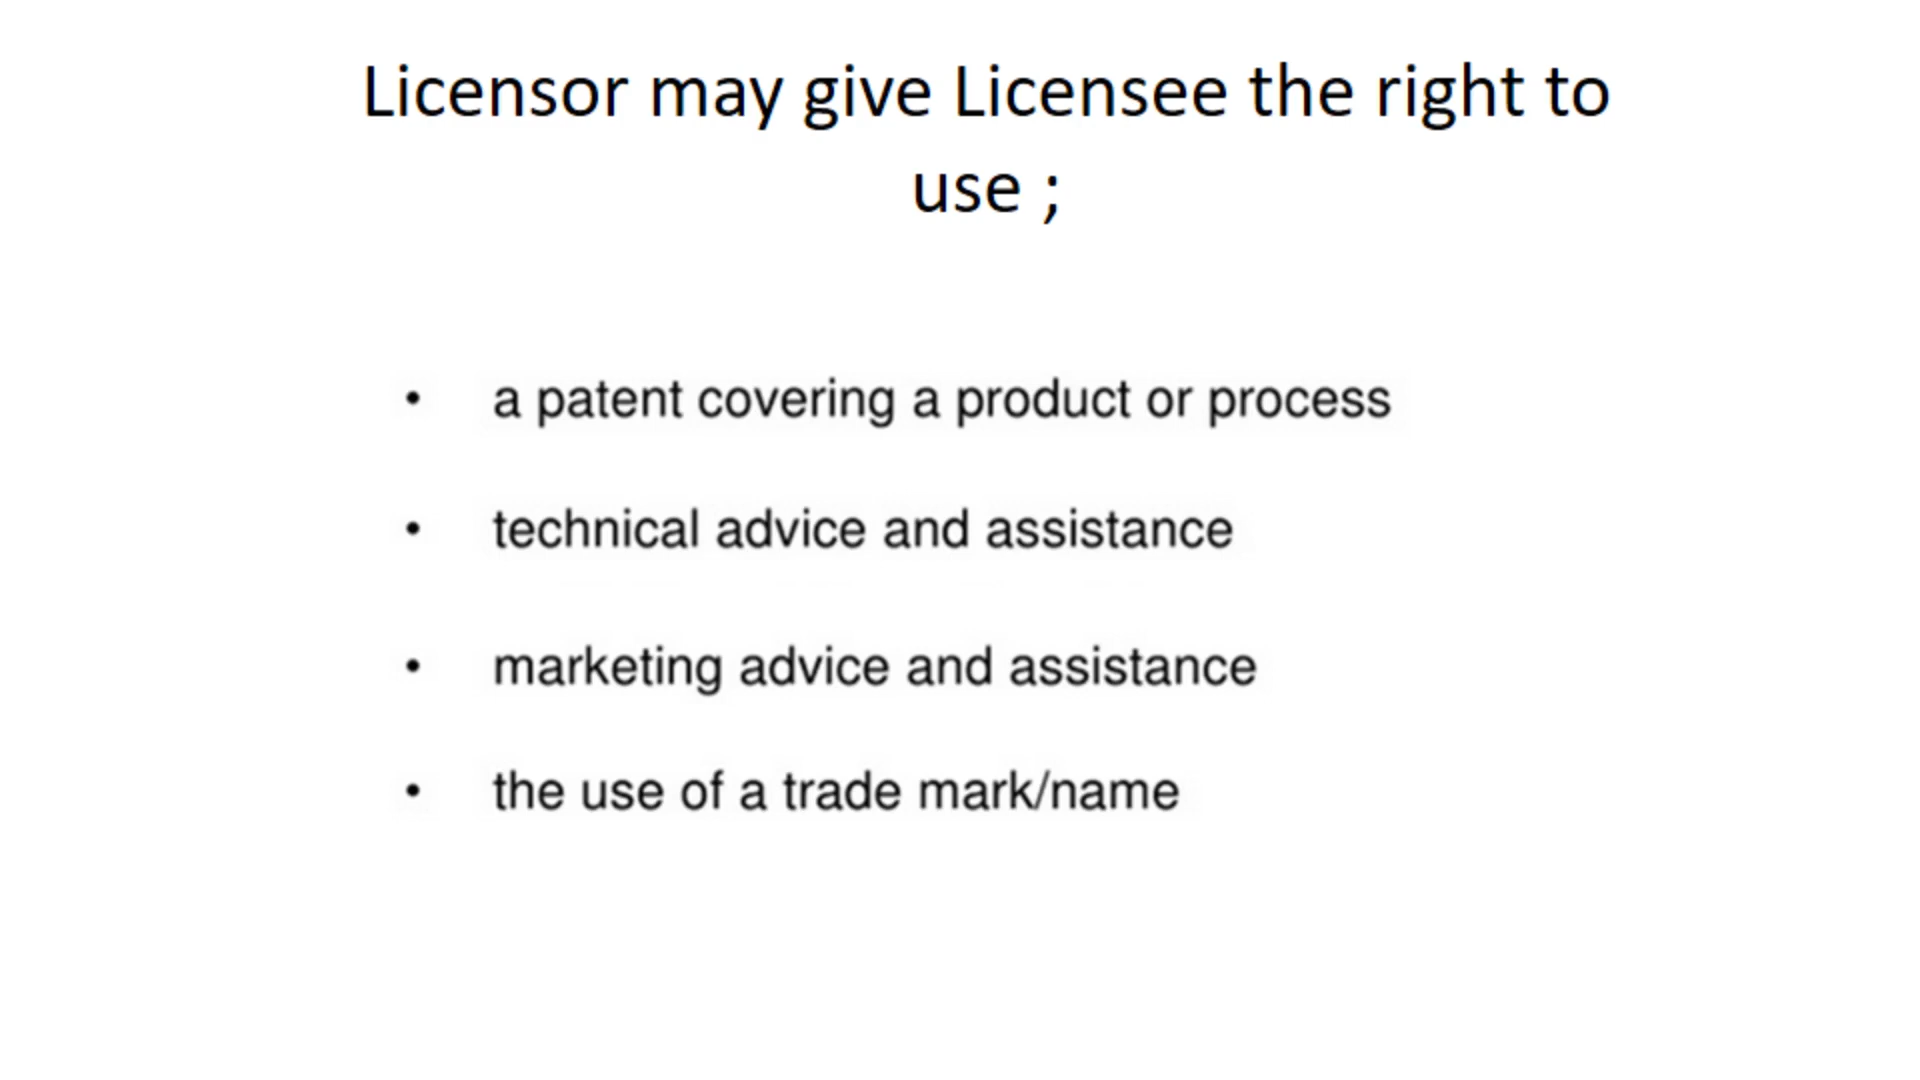 Licensor may give Licensee the right to
use ;
• a patent covering a product or process
• technical advice and assistance
• marketing advice and assistance
• the use of a trade mark/name